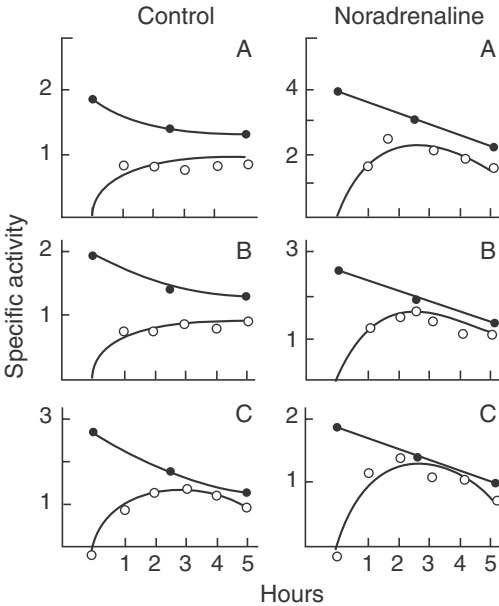 Control Noradrenaline
A A
2 4
1 2
B B
2 3
1 1
Specific activity
C C
3 2
1 1
1 2 3 4 5 1 2 3 4 5
Hours